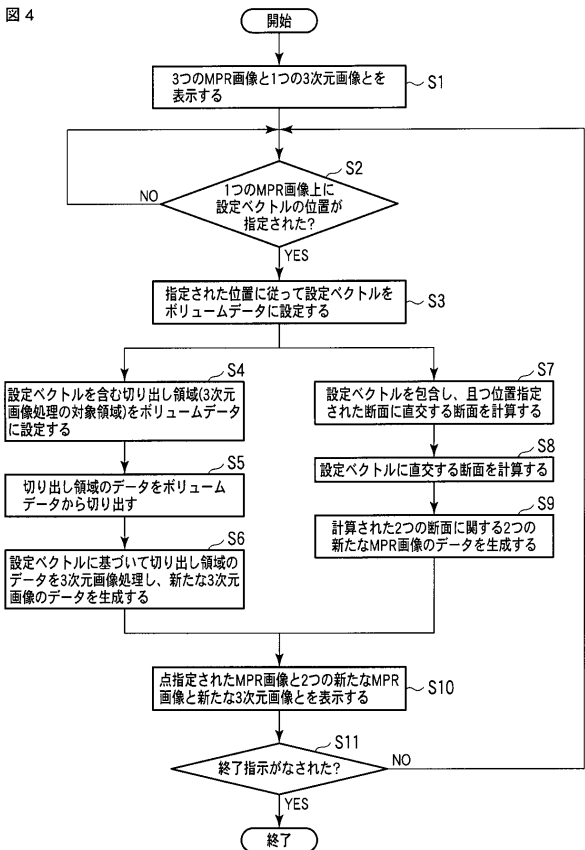 図4
開始
3つのMPR画像と1つの3次元画像とを
表示する
S1
S2
1つのMPR画像上に
設定ベクトルの位置が
指定された?
NO
YES
指定された位置に従って設定ベクトルを
ボリュームデータに設定する
S3
S4
設定ベクトルを含む切り出し領域(3次元
画像処理の対象領域)をボリュームデータ
に設定する
S5
切り出し領域のデータをボリューム
データから切り出す
S6
設定ベクトルに基づいて切り出し領域の
データを3次元画像処理し、新たな3次元
画像のデータを生成する
S7
設定ベクトルを包含し、且つ位置指定
された断面に直交する断面を計算する
S8
設定ベクトルに直交する断面を計算する
S9
計算された2つの断面に関する2つの
新たなMPR画像のデータを生成する
点指定されたMPR画像と2つの新たなMPR
画像と新たな3次元画像とを表示する
S10
S11
終了指示がなされた?
NO
YES
終了